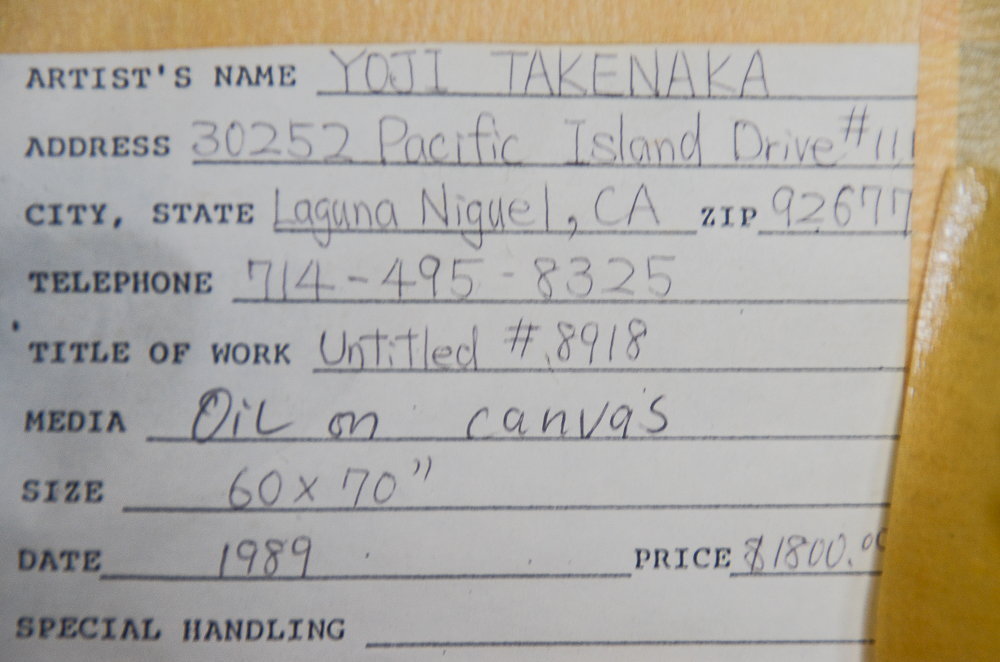 ARTIST'S NAME YOJI TAKENAKA
ADDRESS 30252 Pacific Island Drive #111
CITY, STATE Laguna Niguel, CA ZIP 92677
TELEPHONE 714-495-8325
TITLE OF WORK Untitled #8918
MEDIA Oil on canvas
SIZE 60 x 70"
DATE 1989 PRICE $1800.00
SPECIAL HANDLING